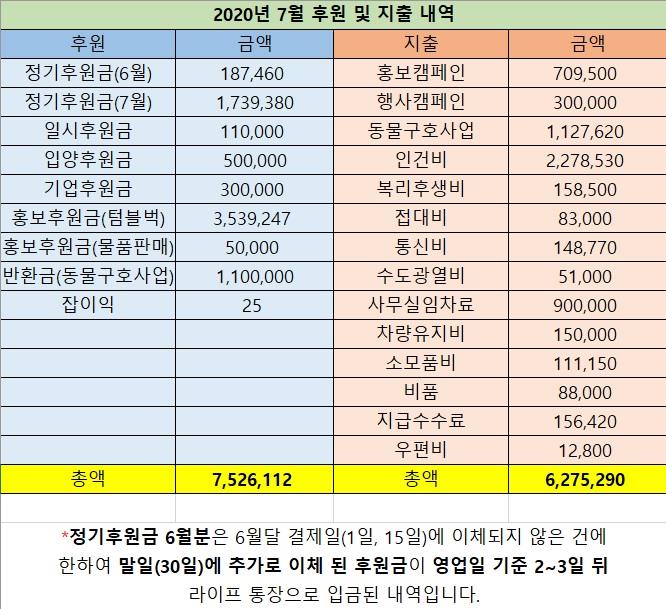 2020년 7월 후원 및 지출 내역
후원 금액 지출 금액
정기후원금(6월) 187,460 홍보캠페인 709,500
정기후원금(7월) 1,739,380 행사캠페인 300,000
일시후원금 110,000 동물구호사업 1,127,620
입양후원금 500,000 인건비 2,278,530
기업후원금 300,000 복리후생비 158,500
홍보후원금(텀블벅) 3,539,247 접대비 83,000
홍보후원금(물품판매) 50,000 통신비 148,770
반환금(동물구호사업) 1,100,000 수도광열비 51,000
잡이익 25 사무실임차료 900,000
차량유지비 150,000
소모품비 111,150
비품 88,000
지급수수료 156,420
우편비 12,800
총액 7,526,112 총액 6,275,290
*정기후원금 6월분은 6월달 결제일(1일, 15일)에 이체되지 않은 건에
한하여 말일(30일)에 추가로 이체 된 후원금이 영업일 기준 2~3일 뒤
라이프 통장으로 입금된 내역입니다.